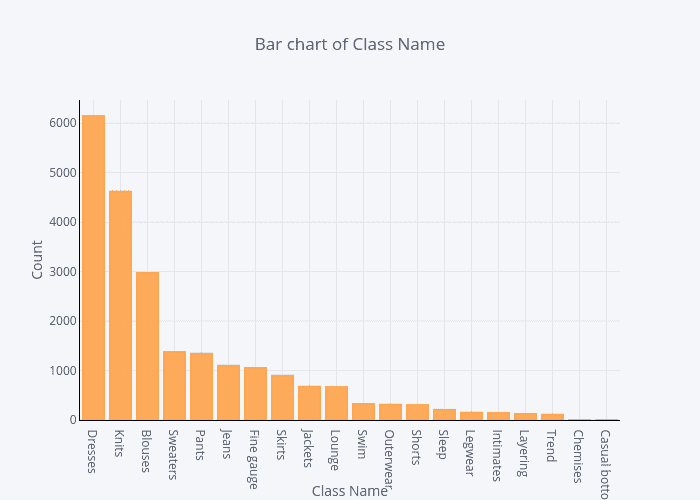 Bar chart of Class Name
Count
6000
5000
4000
3000
2000
1000
0
Dresses
Knits
Blouses
Sweaters
Pants
Jeans
Fine gauge
Skirts
Jackets
Lounge
Swim
Outerwear
Shorts
Sleep
Legwear
Intimates
Layering
Trend
Chemises
Casual botto
Class Name